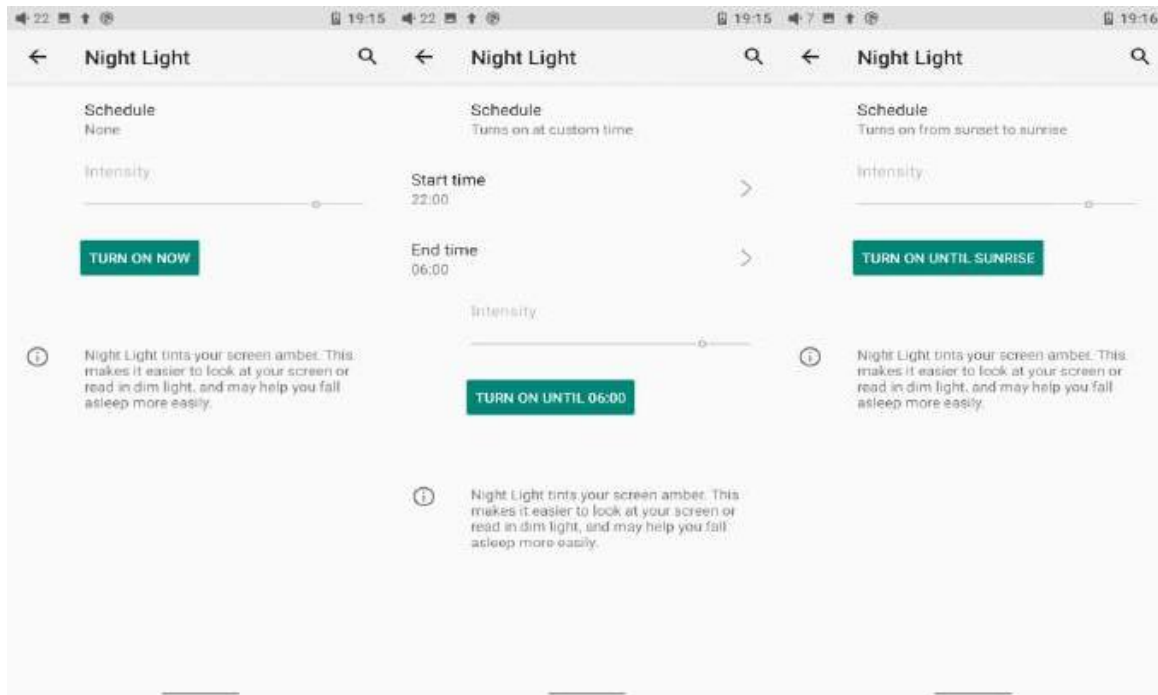 22 19:15
Night Light
Schedule
None
Intensity
TURN ON NOW
Night Light tints your screen amber. This
makes it easier to look at your screen or
read in dim light, and may help you fall
asleep more easily.
22 19:15
Night Light
Schedule
Turns on at custom time
Start time
22:00
End time
06:00
Intensity
TURN ON UNTIL 06:00
Night Light tints your screen amber. This
makes it easier to look at your screen or
read in dim light, and may help you fall
asleep more easily.
7 19:16
Night Light
Schedule
Turns on from sunset to sunrise
Intensity
TURN ON UNTIL SUNRISE
Night Light tints your screen amber. This
makes it easier to look at your screen or
read in dim light, and may help you fall
asleep more easily.